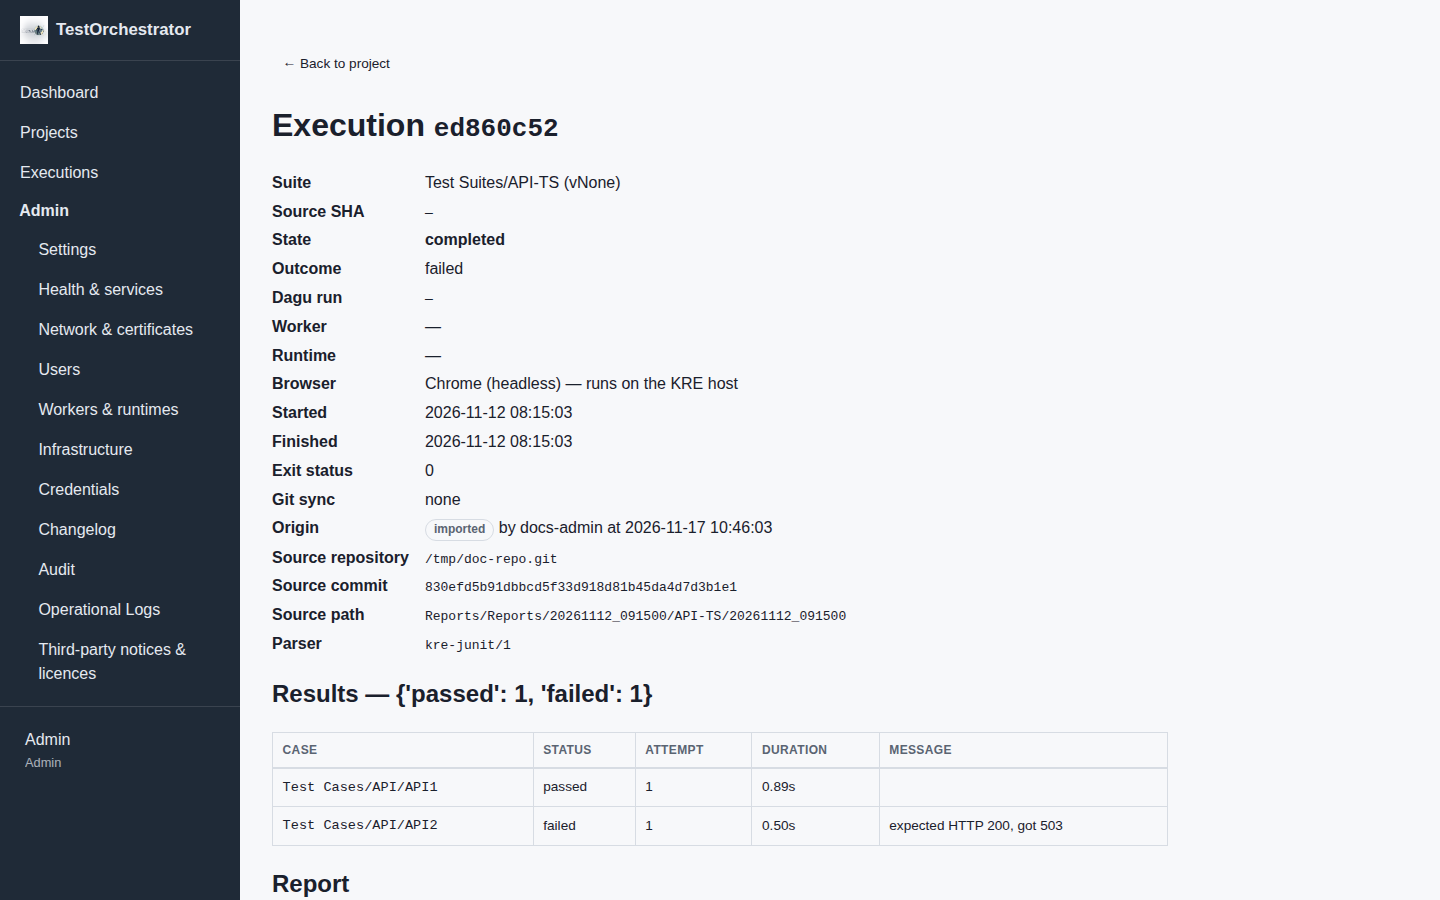 TestOrchestrator
Dashboard
Projects
Executions
Admin
Settings
Health & services
Network & certificates
Users
Workers & runtimes
Infrastructure
Credentials
Changelog
Audit
Operational Logs
Third-party notices &
licences
Admin
Admin
← Back to project
Execution ed860c52
Suite Test Suites/API-TS (vNone)
Source SHA –
State completed
Outcome failed
Dagu run –
Worker —
Runtime —
Browser Chrome (headless) — runs on the KRE host
Started 2026-11-12 08:15:03
Finished 2026-11-12 08:15:03
Exit status 0
Git sync none
Origin imported by docs-admin at 2026-11-17 10:46:03
Source repository /tmp/doc-repo.git
Source commit 830efd5b91dbbcd5f33d918d81b45da4d7d3b1e1
Source path Reports/Reports/20261112_091500/API-TS/20261112_091500
Parser kre-junit/1
Results — {'passed': 1, 'failed': 1}
CASE STATUS ATTEMPT DURATION MESSAGE
Test Cases/API/API1 passed 1 0.89s
Test Cases/API/API2 failed 1 0.50s expected HTTP 200, got 503
Report